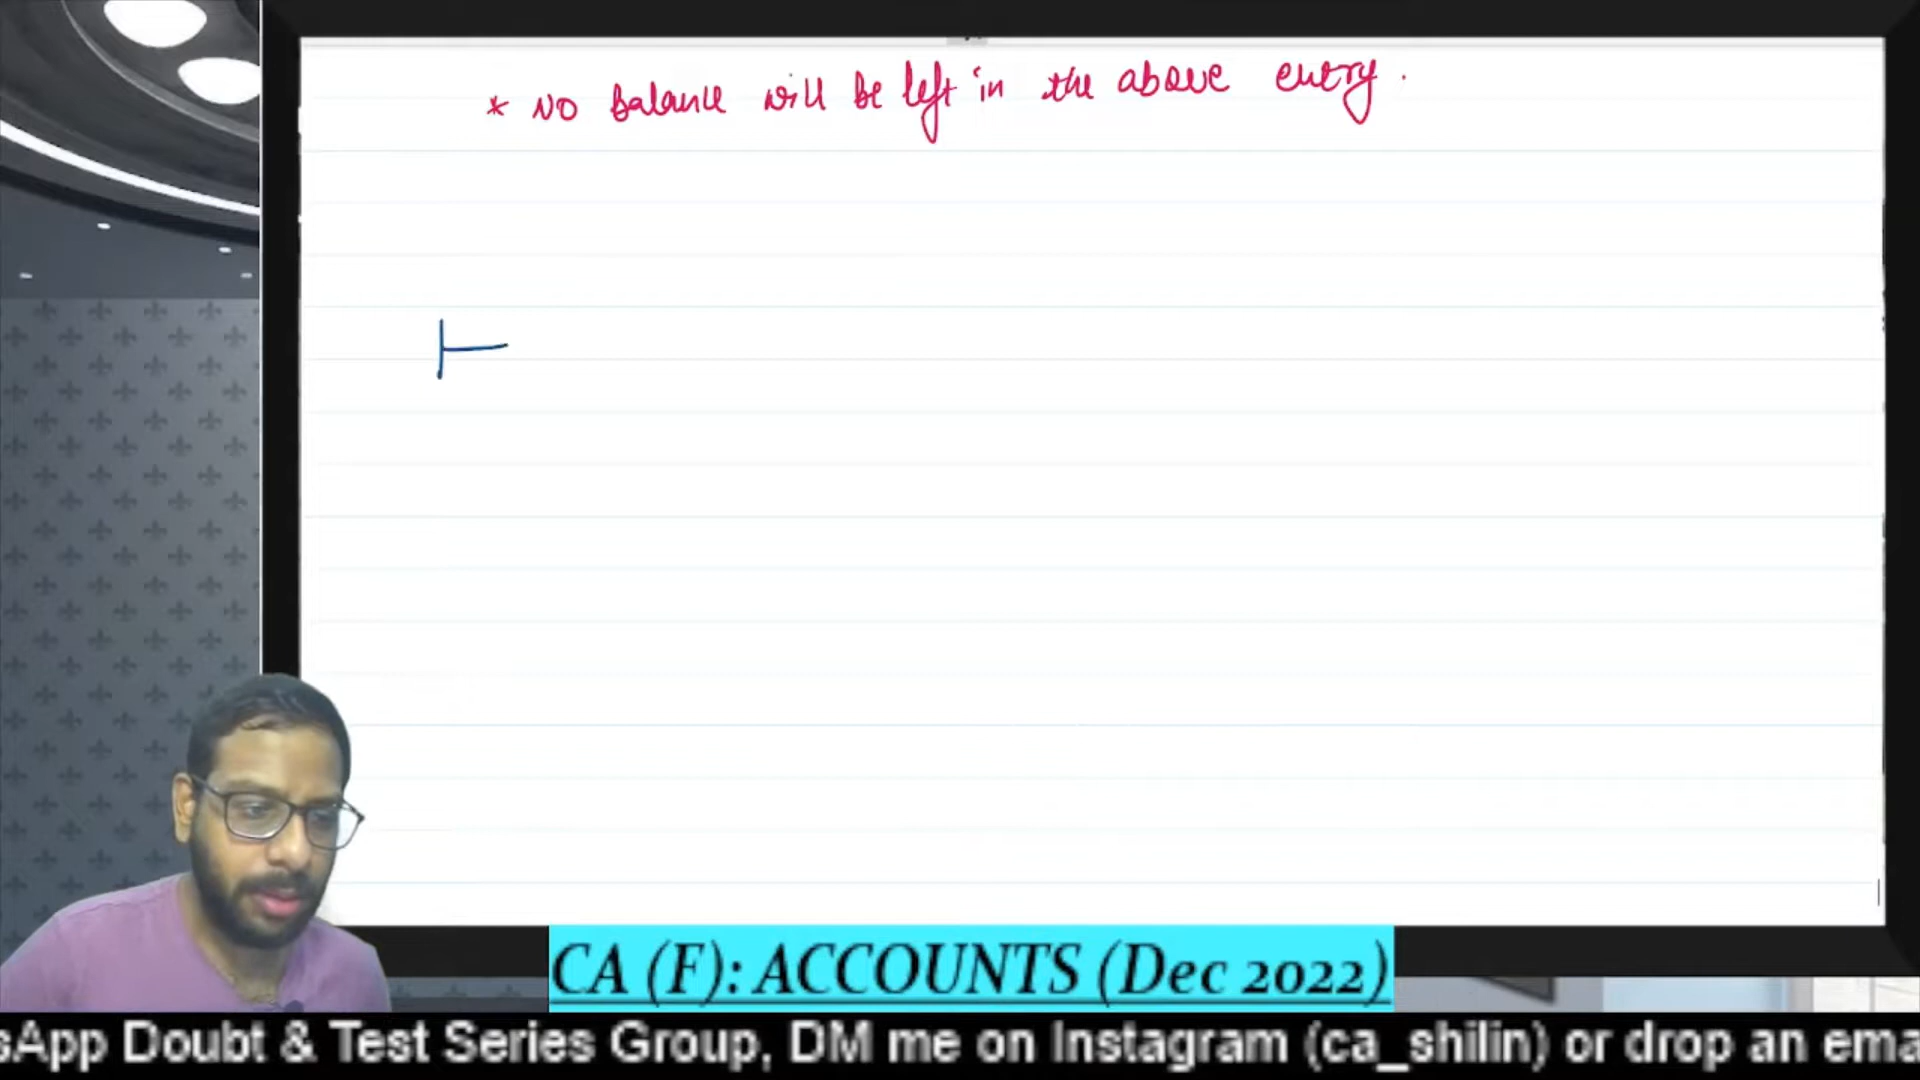 * No balance will be left in the above entry.
CA (F): ACCOUNTS (Dec 2022)
sApp Doubt & Test Series Group, DM me on Instagram (ca_shilin) or drop an ema